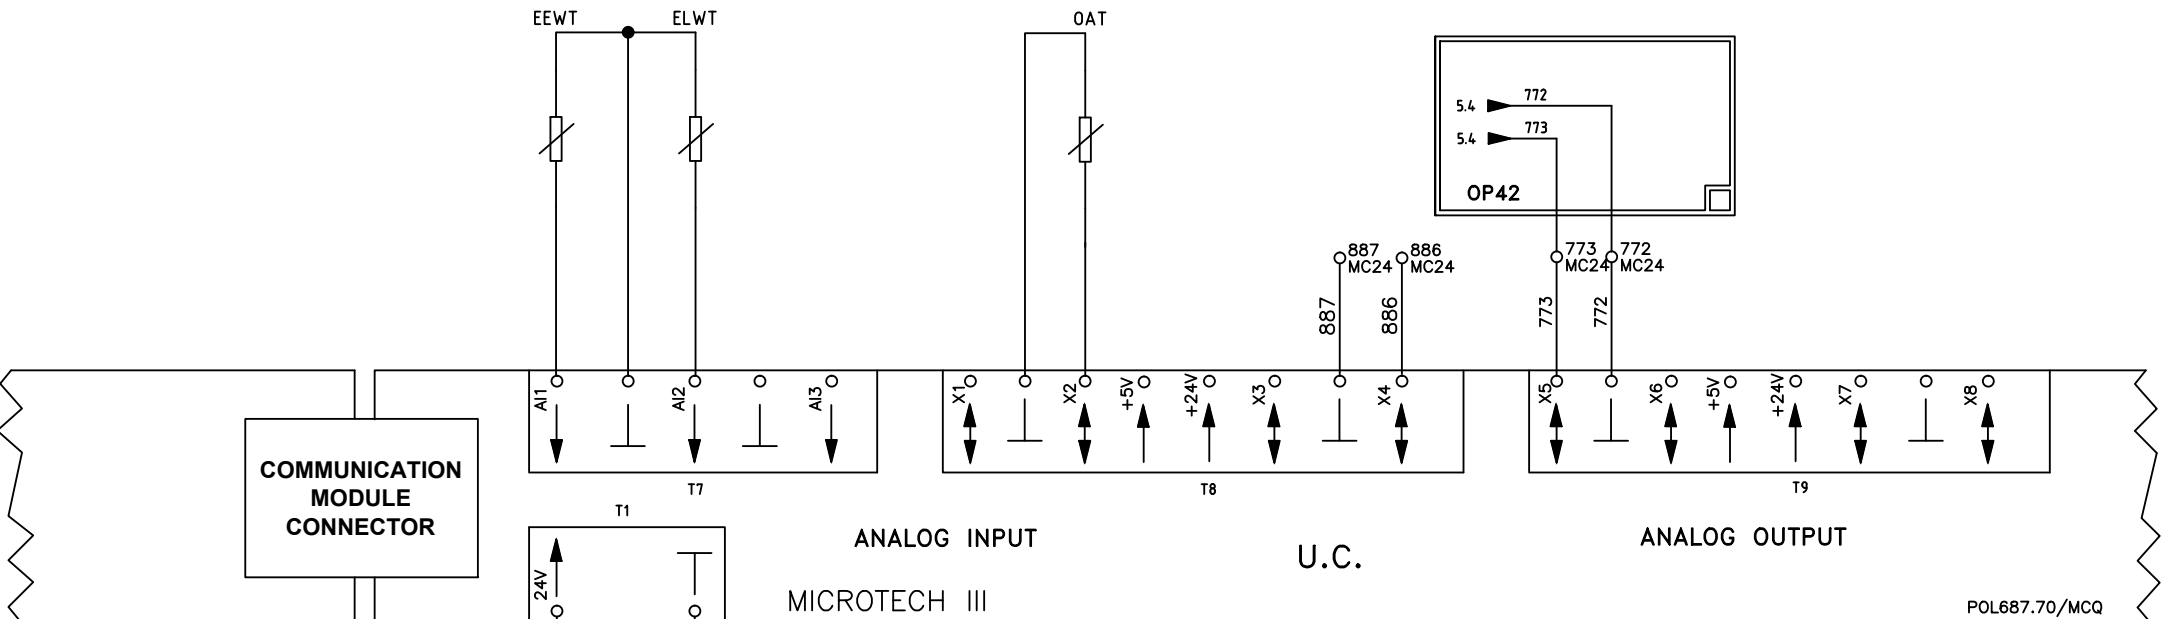 EEWT
ELWT
OAT
5.4 772
5.4 773
OP42
887
MC24
886
MC24
773
MC24
772
MC24
887
886
773
772
AI1
AI2
AI3
X1
X2
+5V
+24V
X3
X4
X5
X6
+5V
+24V
X7
X8
COMMUNICATION
MODULE
CONNECTOR
T7
T8
T9
T1
ANALOG INPUT
U.C.
ANALOG OUTPUT
24V
MICROTECH III
POL687.70/MCQ